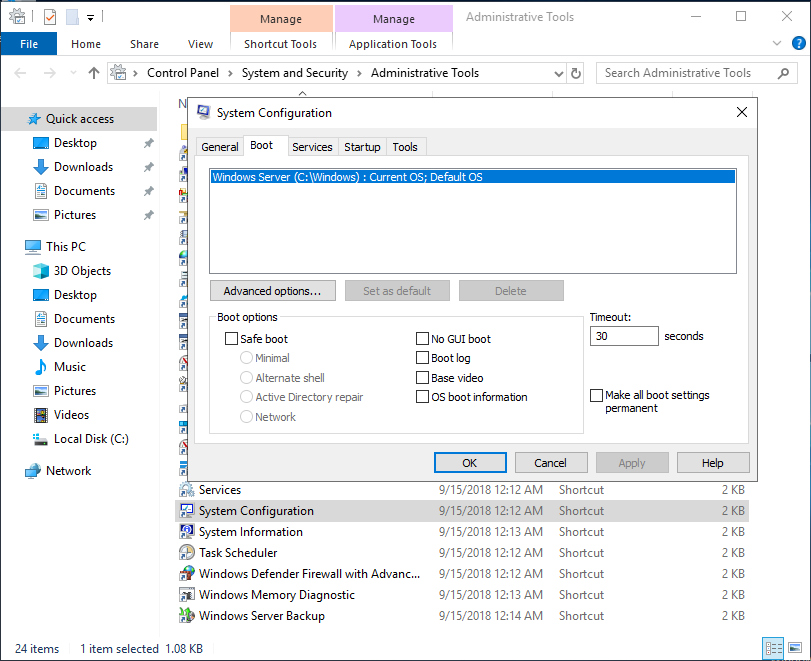 Manage Manage Administrative Tools
File Home Share View Shortcut Tools Application Tools
Control Panel System and Security Administrative Tools Search Administrative Tools
N
Quick access
Desktop
Downloads
Documents
Pictures
This PC
3D Objects
Desktop
Documents
Downloads
Music
Pictures
Videos
Local Disk (C:)
Network
System Configuration
General Boot Services Startup Tools
Windows Server (C:\Windows) : Current OS; Default OS
Advanced options... Set as default Delete
Boot options
Safe boot
Minimal
Alternate shell
Active Directory repair
Network
No GUI boot
Boot log
Base video
OS boot information
Timeout:
30 seconds
Make all boot settings
permanent
OK Cancel Apply Help
Services 9/15/2018 12:12 AM Shortcut 2 KB
System Configuration 9/15/2018 12:12 AM Shortcut 2 KB
System Information 9/15/2018 12:13 AM Shortcut 2 KB
Task Scheduler 9/15/2018 12:12 AM Shortcut 2 KB
Windows Defender Firewall with Advanc... 9/15/2018 12:12 AM Shortcut 2 KB
Windows Memory Diagnostic 9/15/2018 12:13 AM Shortcut 2 KB
Windows Server Backup 9/15/2018 12:14 AM Shortcut 2 KB
24 items 1 item selected 1.08 KB